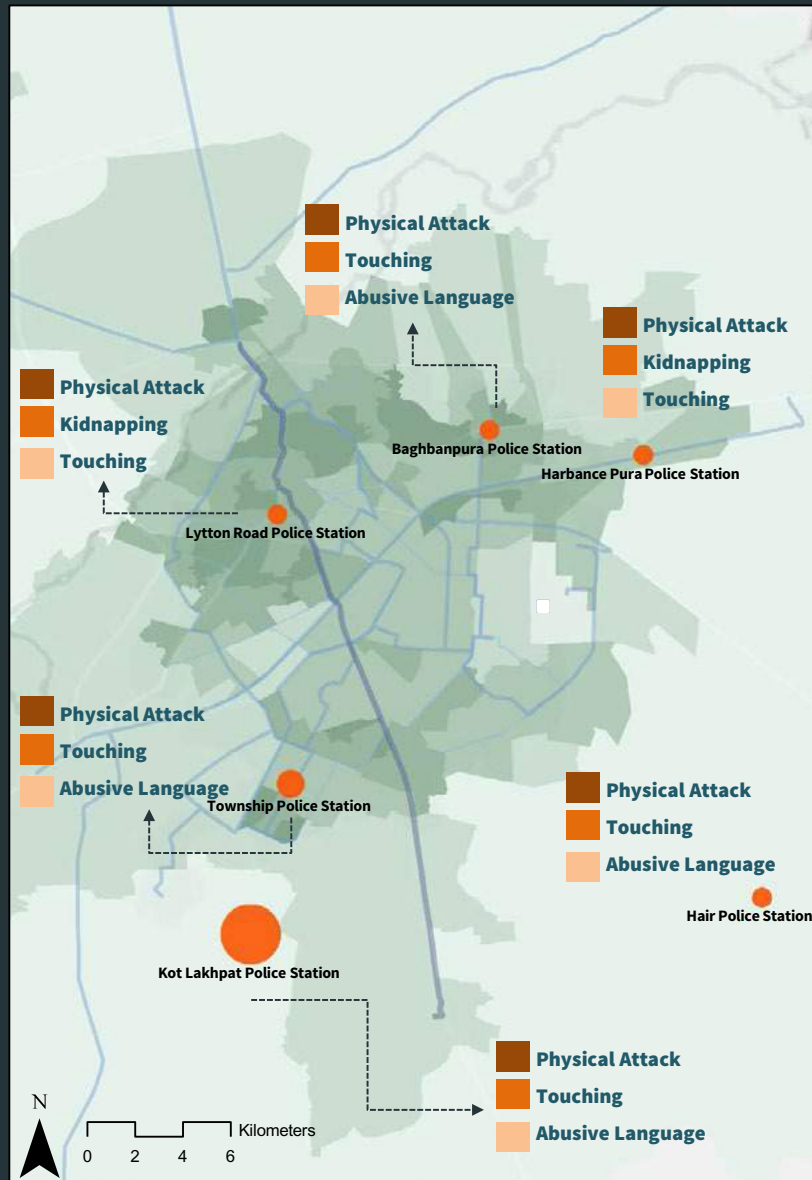 Physical Attack
Touching
Abusive Language
Physical Attack
Kidnapping
Touching
Physical Attack
Kidnapping
Touching
Baghbanpura Police Station
Harbance Pura Police Station
Lytton Road Police Station
Physical Attack
Touching
Abusive Language
Township Police Station
Physical Attack
Touching
Abusive Language
Hair Police Station
Kot Lakhpat Police Station
Physical Attack
Touching
Abusive Language
N
Kilometers
0 2 4 6